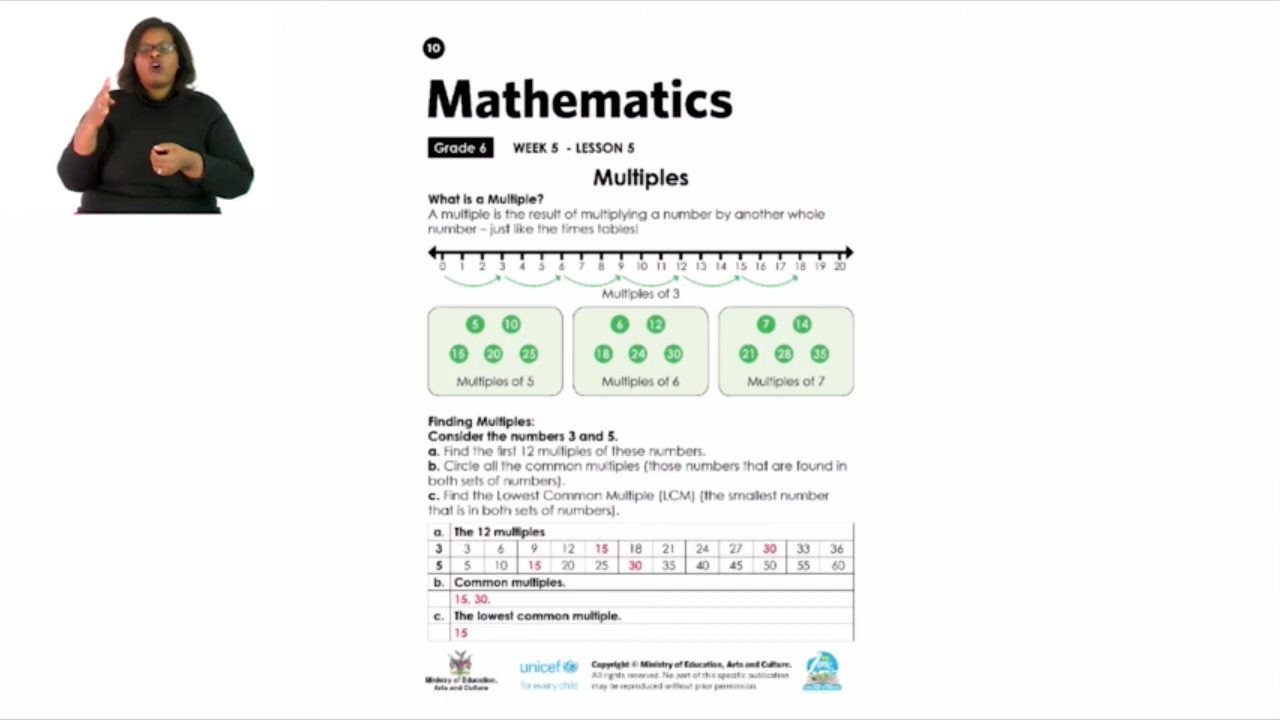 10
Mathematics
Grade 6 WEEK 5 - LESSON 5
Multiples
What is a Multiple?
A multiple is the result of multiplying a number by another whole
number – just like the times tables!
0 1 2 3 4 5 6 7 8 9 10 11 12 13 14 15 16 17 18 19 20
Multiples of 3
5 10
15 20 25
Multiples of 5
6 12
18 24 30
Multiples of 6
7 14
21 28 35
Multiples of 7
Finding Multiples:
Consider the numbers 3 and 5.
a. Find the first 12 multiples of these numbers.
b. Circle all the common multiples (those numbers that are found in
both sets of numbers).
c. Find the Lowest Common Multiple (LCM) (the smallest number
that is in both sets of numbers).
a. The 12 multiples
3 3 6 9 12 15 18 21 24 27 30 33 36
5 5 10 15 20 25 30 35 40 45 50 55 60
b. Common multiples.
15, 30.
c. The lowest common multiple.
15
Ministry of Education,
Arts and Culture
unicef
for every child
Copyright © Ministry of Education, Arts and Culture.
All rights reserved. No part of this specific publication
may be reproduced without prior permission.